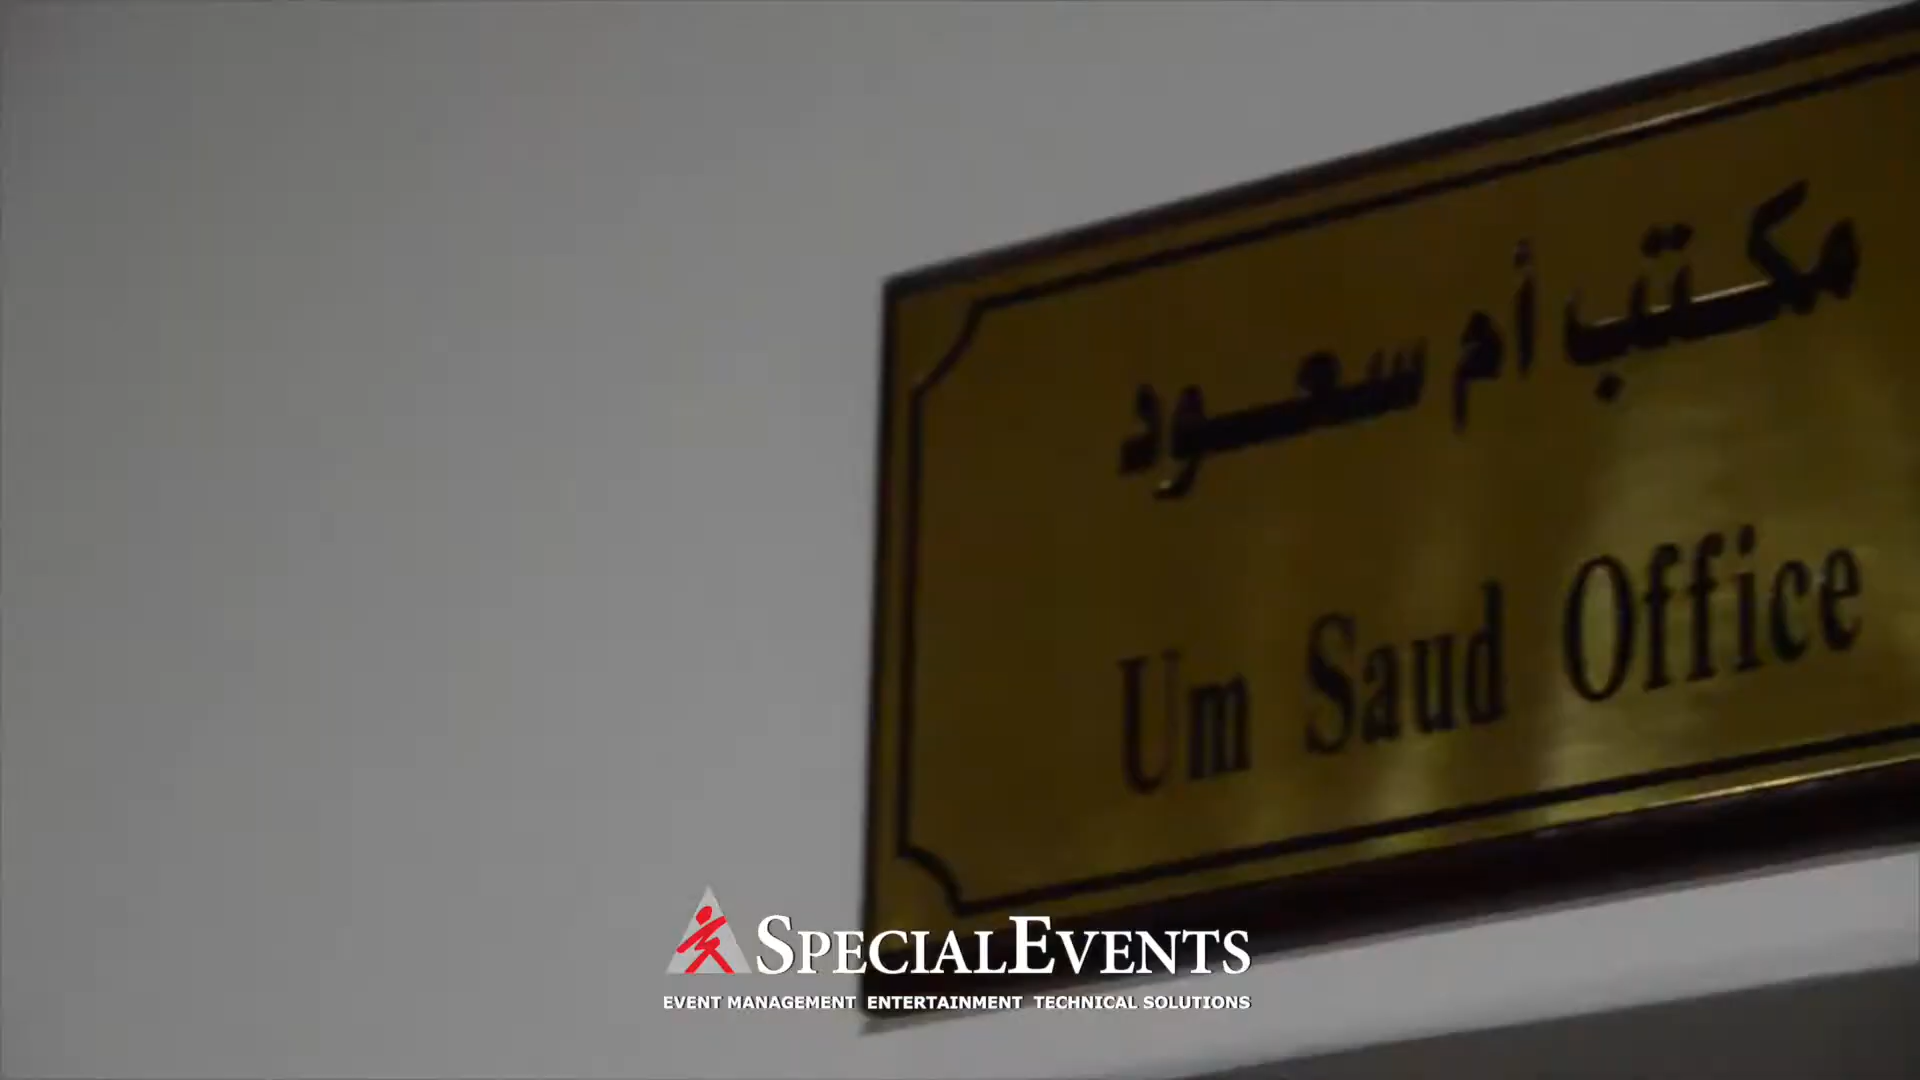 مكتب أم سعود
Um Saud Office
SPECIALEVENTS
EVENT MANAGEMENT ENTERTAINMENT TECHNICAL SOLUTIONS